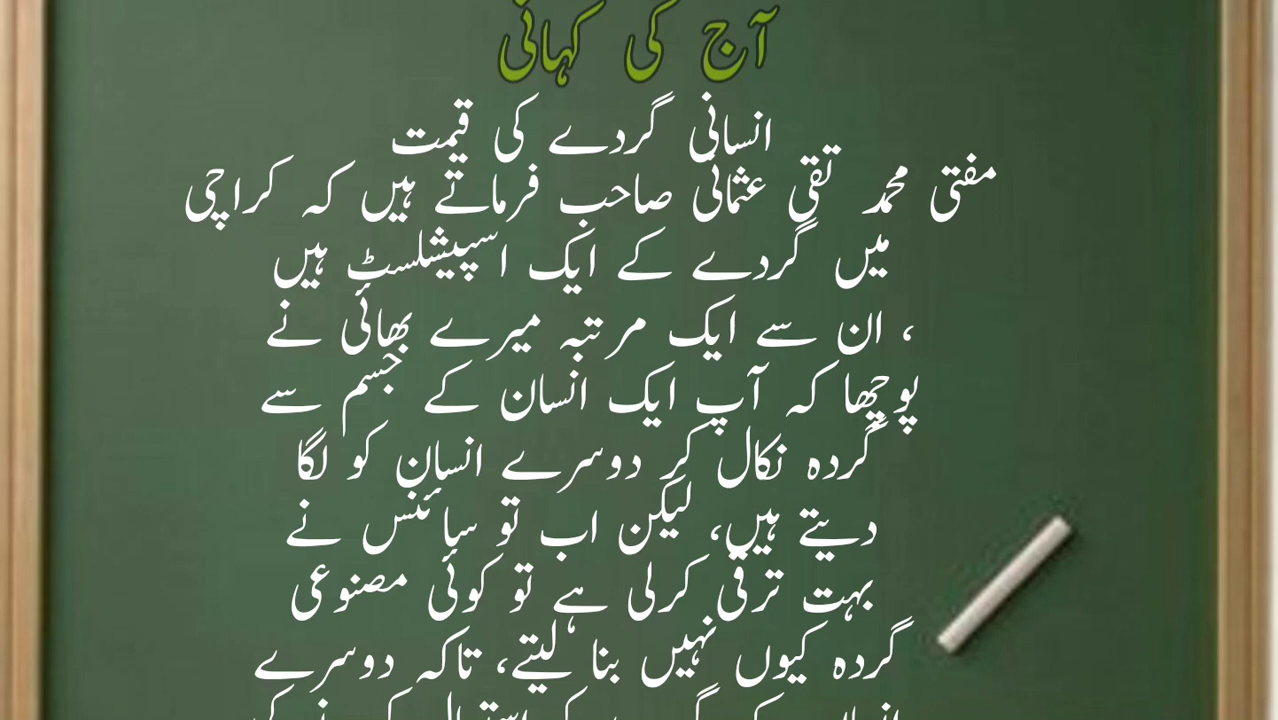 آج کی کہانی
انسانی گردے کی قیمت
مفتی محمد تقی عثمانی صاحب فرماتے ہیں کہ کراچی
میں گردے کے ایک اسپیشلسٹ ہیں
، ان سے ایک مرتبہ میرے بھائی نے
پوچھا کہ آپ ایک انسان کے جسم سے
گردہ نکال کر دوسرے انسان کو لگا
دیتے ہیں، لیکن اب تو سائنس نے
بہت ترقی کرلی ہے تو کوئی مصنوعی
گردہ کیوں نہیں بنا لیتے، تاکہ دوسرے